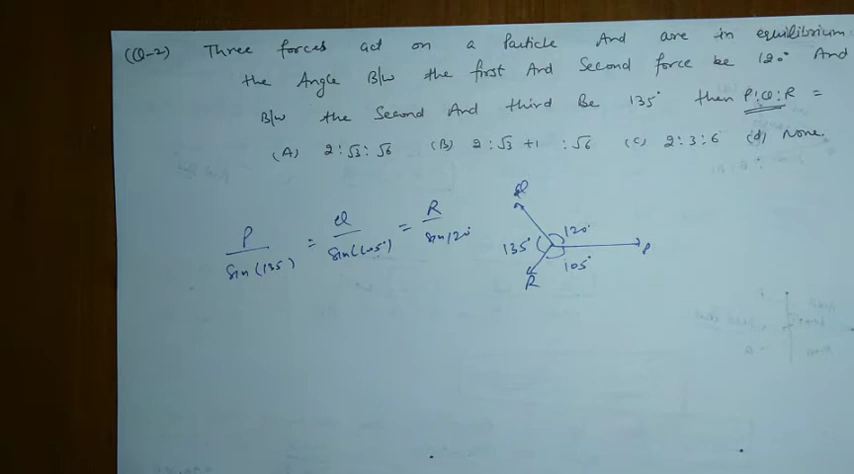 (Q-2) Three forces act on a Particle And are in equilibrium
the Angle B/w the first And Second force be 120° And
B/w the Second And third Be 135° then P:Q:R =
(A) 2:√3:√6 (B) 2:√3+1 :√6 (C) 2:3:6 (d) None.
P/Sin(135) = Q/Sin(105°) = R/Sin120°
Q
120°
135°
P
105°
R